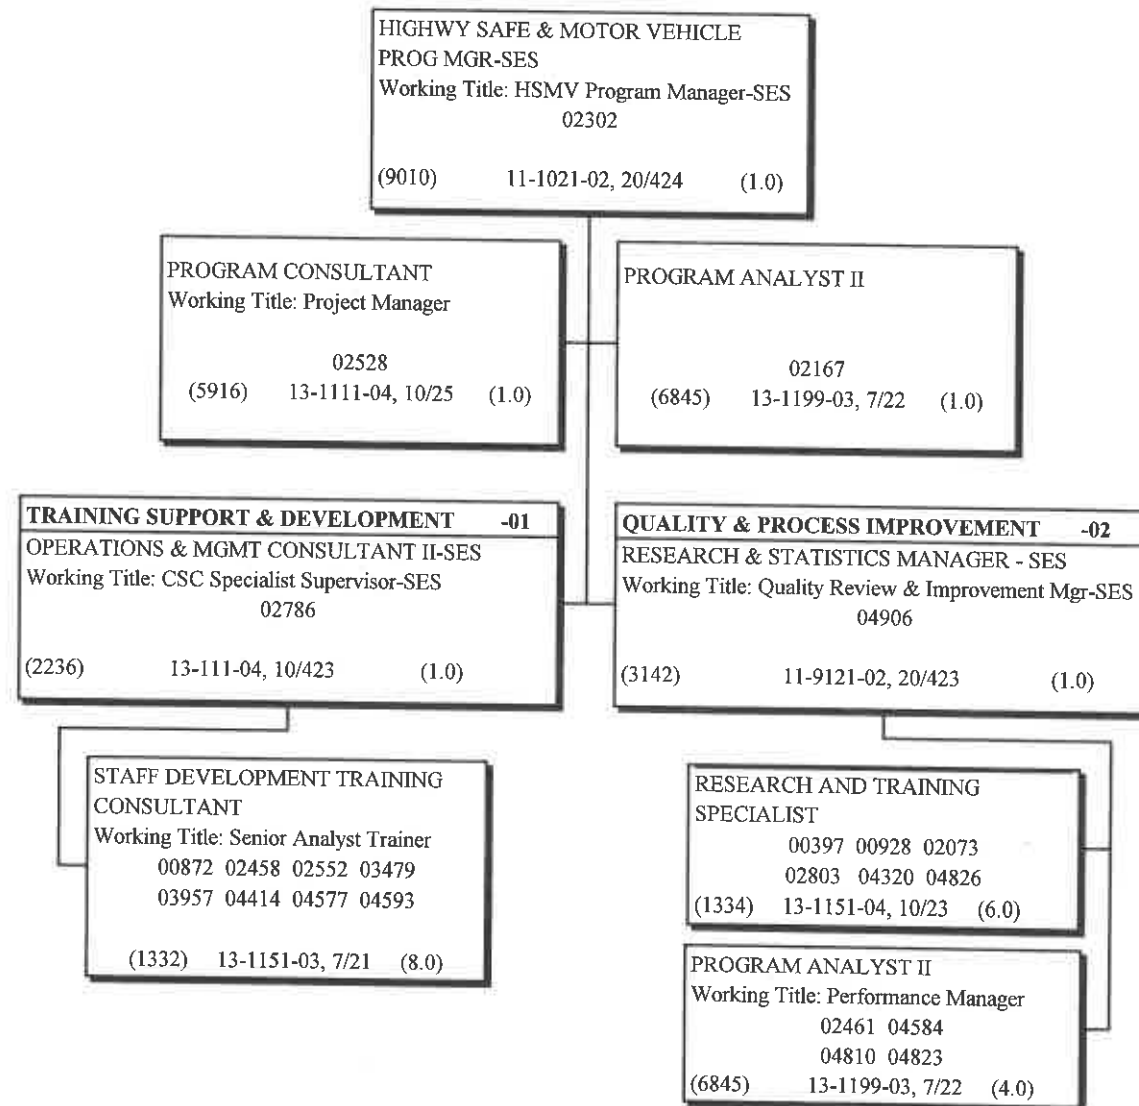 HIGHWY SAFE & MOTOR VEHICLE
PROG MGR-SES
Working Title: HSMV Program Manager-SES
02302
(9010) 11-1021-02, 20/424 (1.0)
PROGRAM CONSULTANT
Working Title: Project Manager
02528
(5916) 13-1111-04, 10/25 (1.0)
PROGRAM ANALYST II
02167
(6845) 13-1199-03, 7/22 (1.0)
TRAINING SUPPORT & DEVELOPMENT -01
OPERATIONS & MGMT CONSULTANT II-SES
Working Title: CSC Specialist Supervisor-SES
02786
(2236) 13-111-04, 10/423 (1.0)
QUALITY & PROCESS IMPROVEMENT -02
RESEARCH & STATISTICS MANAGER - SES
Working Title: Quality Review & Improvement Mgr-SES
04906
(3142) 11-9121-02, 20/423 (1.0)
STAFF DEVELOPMENT TRAINING
CONSULTANT
Working Title: Senior Analyst Trainer
00872 02458 02552 03479
03957 04414 04577 04593
(1332) 13-1151-03, 7/21 (8.0)
RESEARCH AND TRAINING
SPECIALIST
00397 00928 02073
02803 04320 04826
(1334) 13-1151-04, 10/23 (6.0)
PROGRAM ANALYST II
Working Title: Performance Manager
02461 04584
04810 04823
(6845) 13-1199-03, 7/22 (4.0)